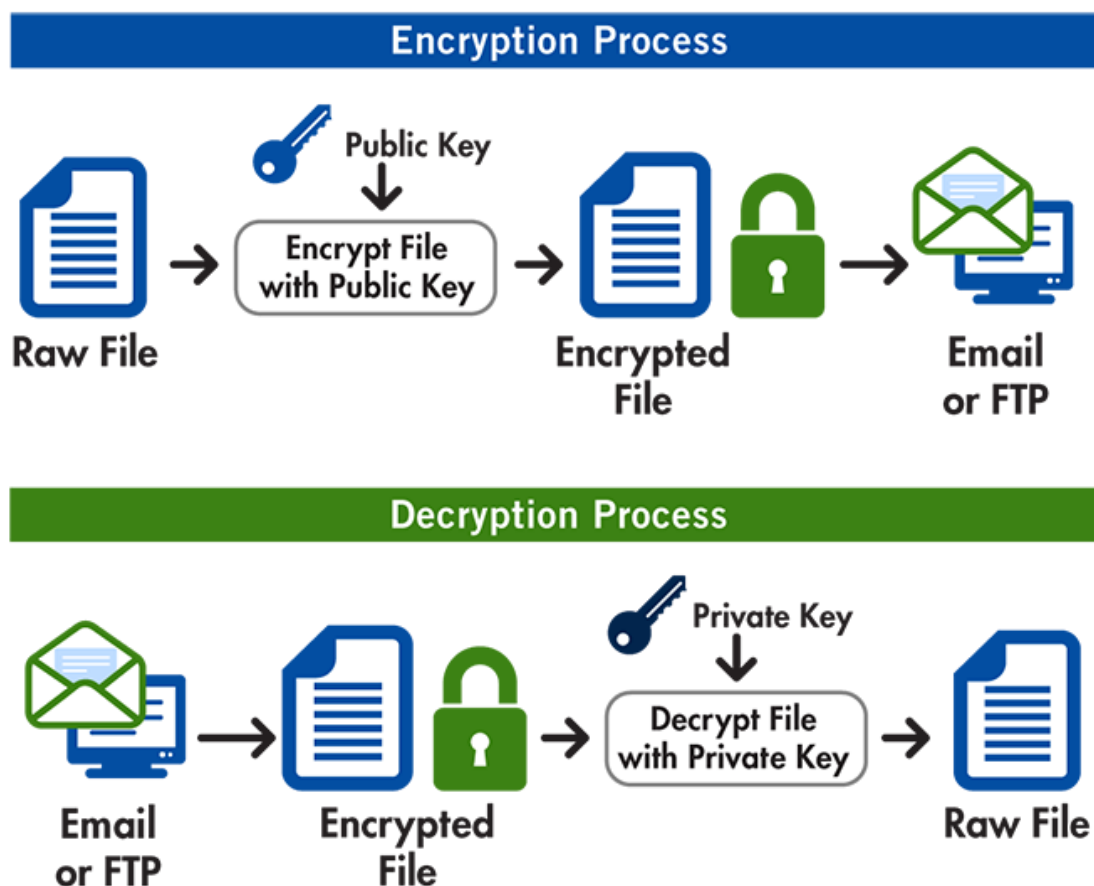 Encryption Process
Public Key
Encrypt File
with Public Key
Raw File
Encrypted
File
Email
or FTP
Decryption Process
Private Key
Decrypt File
with Private Key
Email
or FTP
Encrypted
File
Raw File